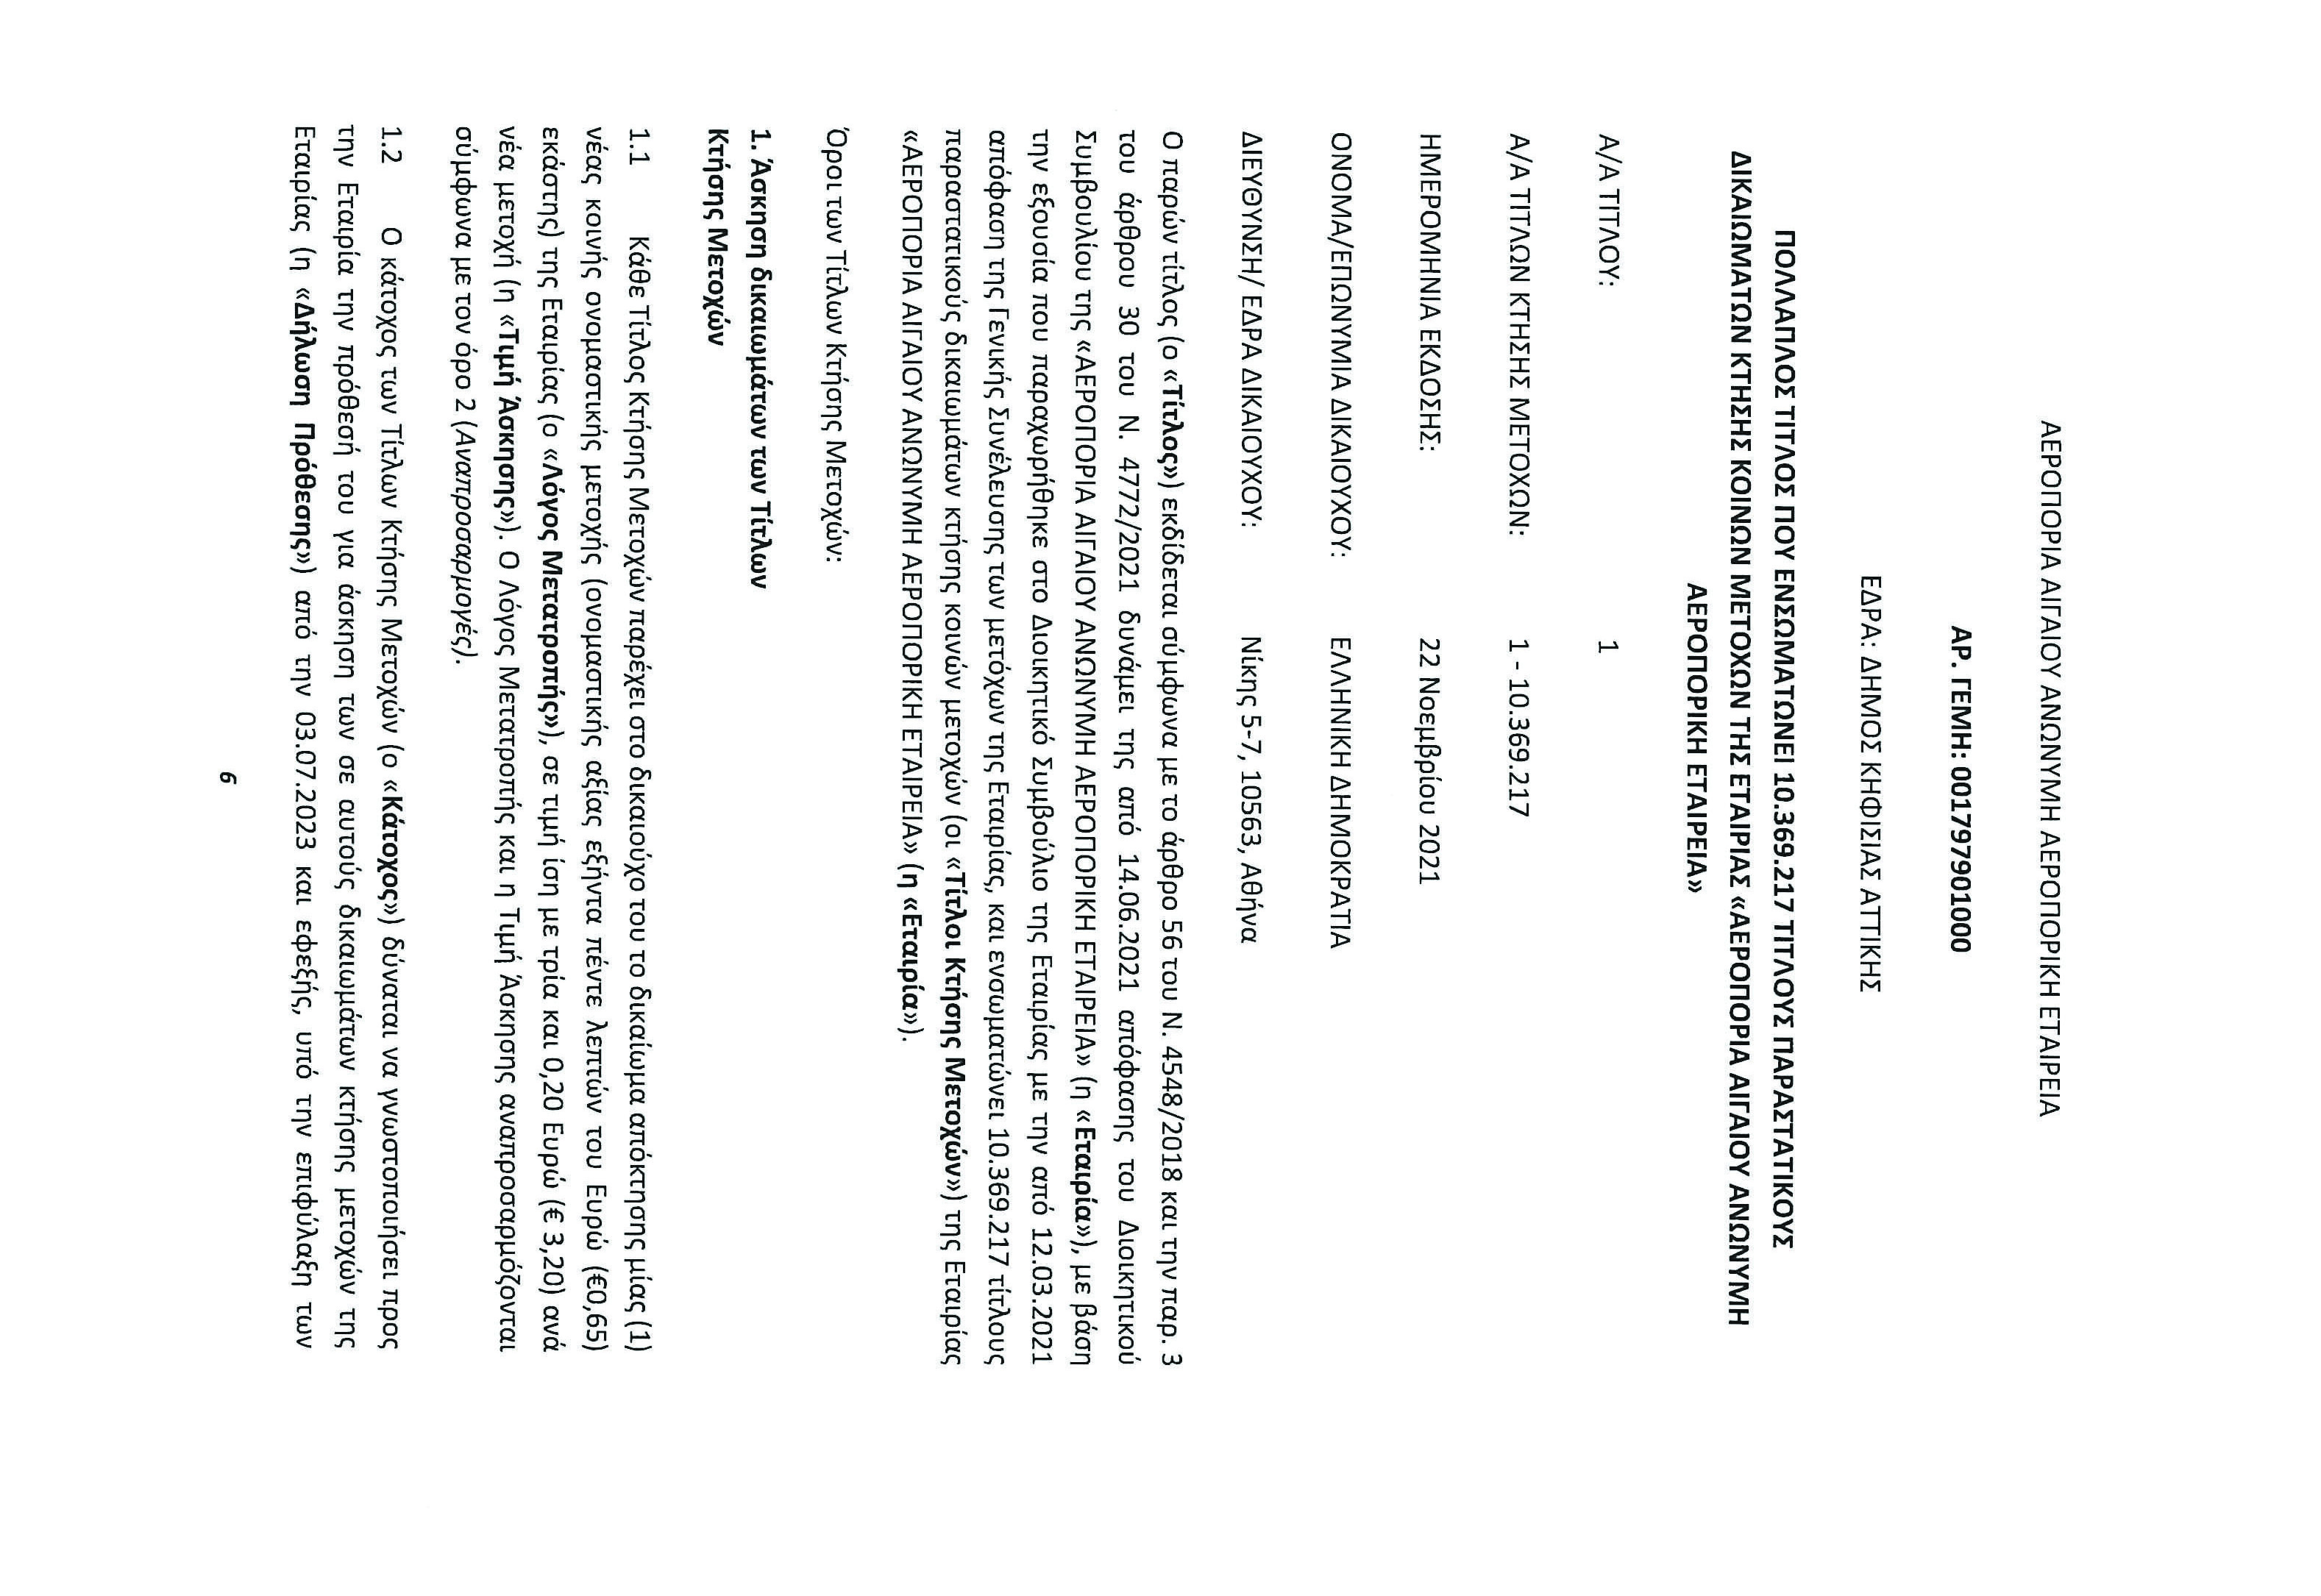 ΑΕΡΟΠΟΡΙΑ ΑΙΓΑΙΟΥ ΑΝΩΝΥΜΗ ΑΕΡΟΠΟΡΙΚΗ ΕΤΑΙΡΕΙΑ
ΑΡ. ΓΕΜΗ: 001797901000
ΕΔΡΑ: ΔΗΜΟΣ ΚΗΦΙΣΙΑΣ ΑΤΤΙΚΗΣ
ΠΟΛΛΑΠΛΟΣ ΤΙΤΛΟΣ ΠΟΥ ΕΝΣΩΜΑΤΩΝΕΙ 10.369.217 ΤΙΤΛΟΥΣ ΠΑΡΑΣΤΑΤΙΚΟΥΣ
ΔΙΚΑΙΩΜΑΤΩΝ ΚΤΗΣΗΣ ΚΟΙΝΩΝ ΜΕΤΟΧΩΝ ΤΗΣ ΕΤΑΙΡΙΑΣ «ΑΕΡΟΠΟΡΙΑ ΑΙΓΑΙΟΥ ΑΝΩΝΥΜΗ
ΑΕΡΟΠΟΡΙΚΗ ΕΤΑΙΡΕΙΑ»
Α/Α ΤΙΤΛΟΥ: 1
Α/Α ΤΙΤΛΩΝ ΚΤΗΣΗΣ ΜΕΤΟΧΩΝ: 1 - 10.369.217
ΗΜΕΡΟΜΗΝΙΑ ΕΚΔΟΣΗΣ: 22 Νοεμβρίου 2021
ΟΝΟΜΑ/ΕΠΩΝΥΜΙΑ ΔΙΚΑΙΟΥΧΟΥ: ΕΛΛΗΝΙΚΗ ΔΗΜΟΚΡΑΤΙΑ
ΔΙΕΥΘΥΝΣΗ/ ΕΔΡΑ ΔΙΚΑΙΟΥΧΟΥ: Νίκης 5-7, 10563, Αθήνα
Ο παρών τίτλος (ο «Τίτλος») εκδίδεται σύμφωνα με το άρθρο 56 του Ν. 4548/2018 και την παρ. 3
του άρθρου 30 του Ν. 4772/2021 δυνάμει της από 14.06.2021 απόφασης του Διοικητικού
Συμβουλίου της «ΑΕΡΟΠΟΡΙΑ ΑΙΓΑΙΟΥ ΑΝΩΝΥΜΗ ΑΕΡΟΠΟΡΙΚΗ ΕΤΑΙΡΕΙΑ» (η «Εταιρία»), με βάση
την εξουσία που παραχωρήθηκε στο Διοικητικό Συμβούλιο της Εταιρίας με την από 12.03.2021
απόφαση της Γενικής Συνέλευσης των μετόχων της Εταιρίας, και ενσωματώνει 10.369.217 τίτλους
παραστατικούς δικαιωμάτων κτήσης κοινών μετοχών (οι «Τίτλοι Κτήσης Μετοχών») της Εταιρίας
«ΑΕΡΟΠΟΡΙΑ ΑΙΓΑΙΟΥ ΑΝΩΝΥΜΗ ΑΕΡΟΠΟΡΙΚΗ ΕΤΑΙΡΕΙΑ» (η «Εταιρία»).
Όροι των Τίτλων Κτήσης Μετοχών:
1. Άσκηση δικαιωμάτων των Τίτλων
Κτήσης Μετοχών
1.1 Κάθε Τίτλος Κτήσης Μετοχών παρέχει στο δικαιούχο του το δικαίωμα απόκτησης μίας (1)
νέας κοινής ονομαστικής μετοχής (ονομαστικής αξίας εξήντα πέντε λεπτών του Ευρώ (€0,65)
εκάστης) της Εταιρίας (ο «Λόγος Μετατροπής»), σε τιμή ίση με τρία και 0,20 Ευρώ (€ 3,20) ανά
νέα μετοχή (η «Τιμή Άσκησης»). Ο Λόγος Μετατροπής και η Τιμή Άσκησης αναπροσαρμόζονται
σύμφωνα με τον όρο 2 (Αναπροσαρμογές).
1.2 Ο κάτοχος των Τίτλων Κτήσης Μετοχών (ο «Κάτοχος») δύναται να γνωστοποιήσει προς
την Εταιρία την πρόθεσή του για άσκηση των σε αυτούς δικαιωμάτων κτήσης μετοχών της
Εταιρίας (η «Δήλωση Πρόθεσης») από την 03.07.2023 και εφεξής, υπό την επιφύλαξη των
6